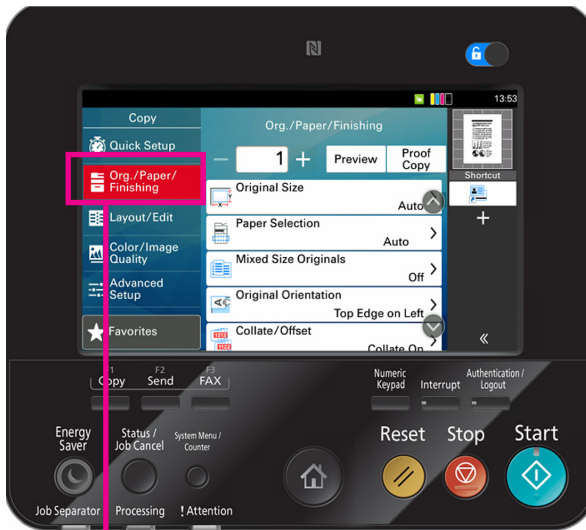 13:53
Copy
Quick Setup
Org./Paper/
Finishing
Layout/Edit
Color/Image
Quality
Advanced
Setup
Favorites
Org./Paper/Finishing
1
Preview
Proof
Copy
Original Size
Auto
Paper Selection
Auto
Mixed Size Originals
Off
Original Orientation
Top Edge on Left
Collate/Offset
Collate On
Shortcut
F1
Copy
F2
Send
F3
FAX
Numeric
Keypad
Interrupt
Authentication /
Logout
Energy
Saver
Status /
Job Cancel
System Menu /
Counter
Reset
Stop
Start
Job Separator
Processing
! Attention